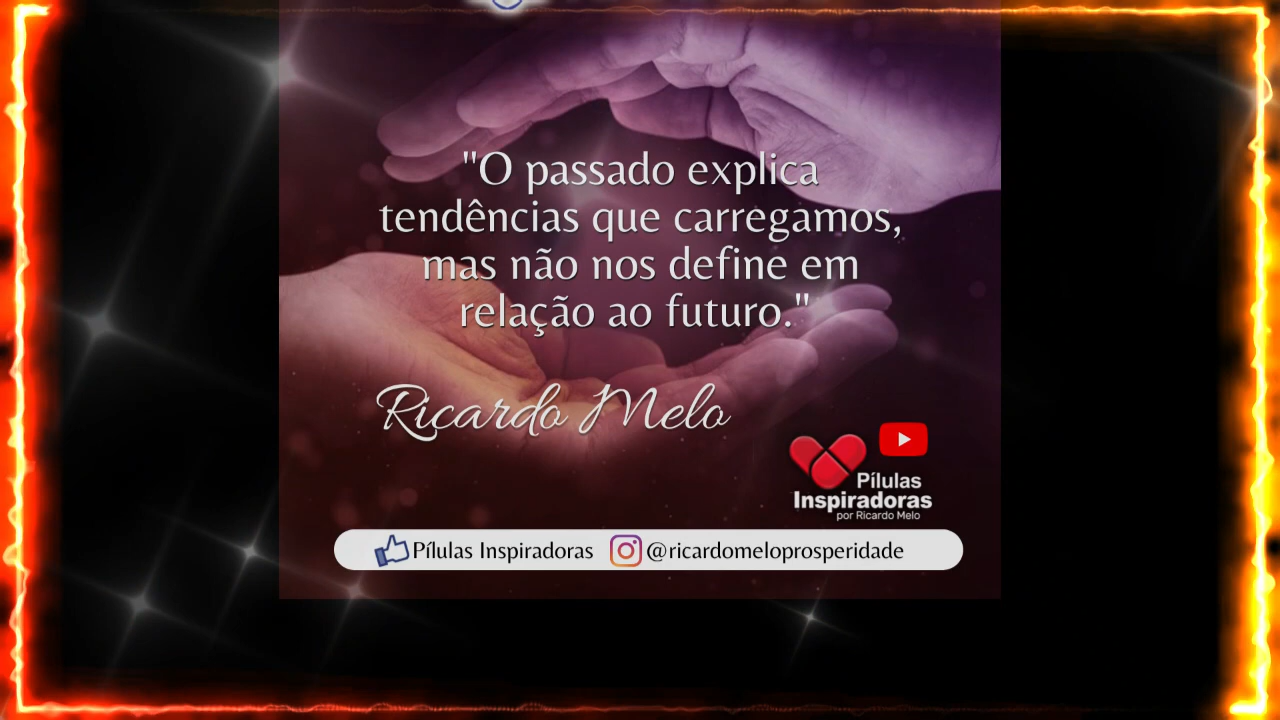 "O passado explica
tendências que carregamos,
mas não nos define em
relação ao futuro."
Ricardo Melo
Pílulas
Inspiradoras
por Ricardo Melo
Pílulas Inspiradoras @ricardomeloprosperidade